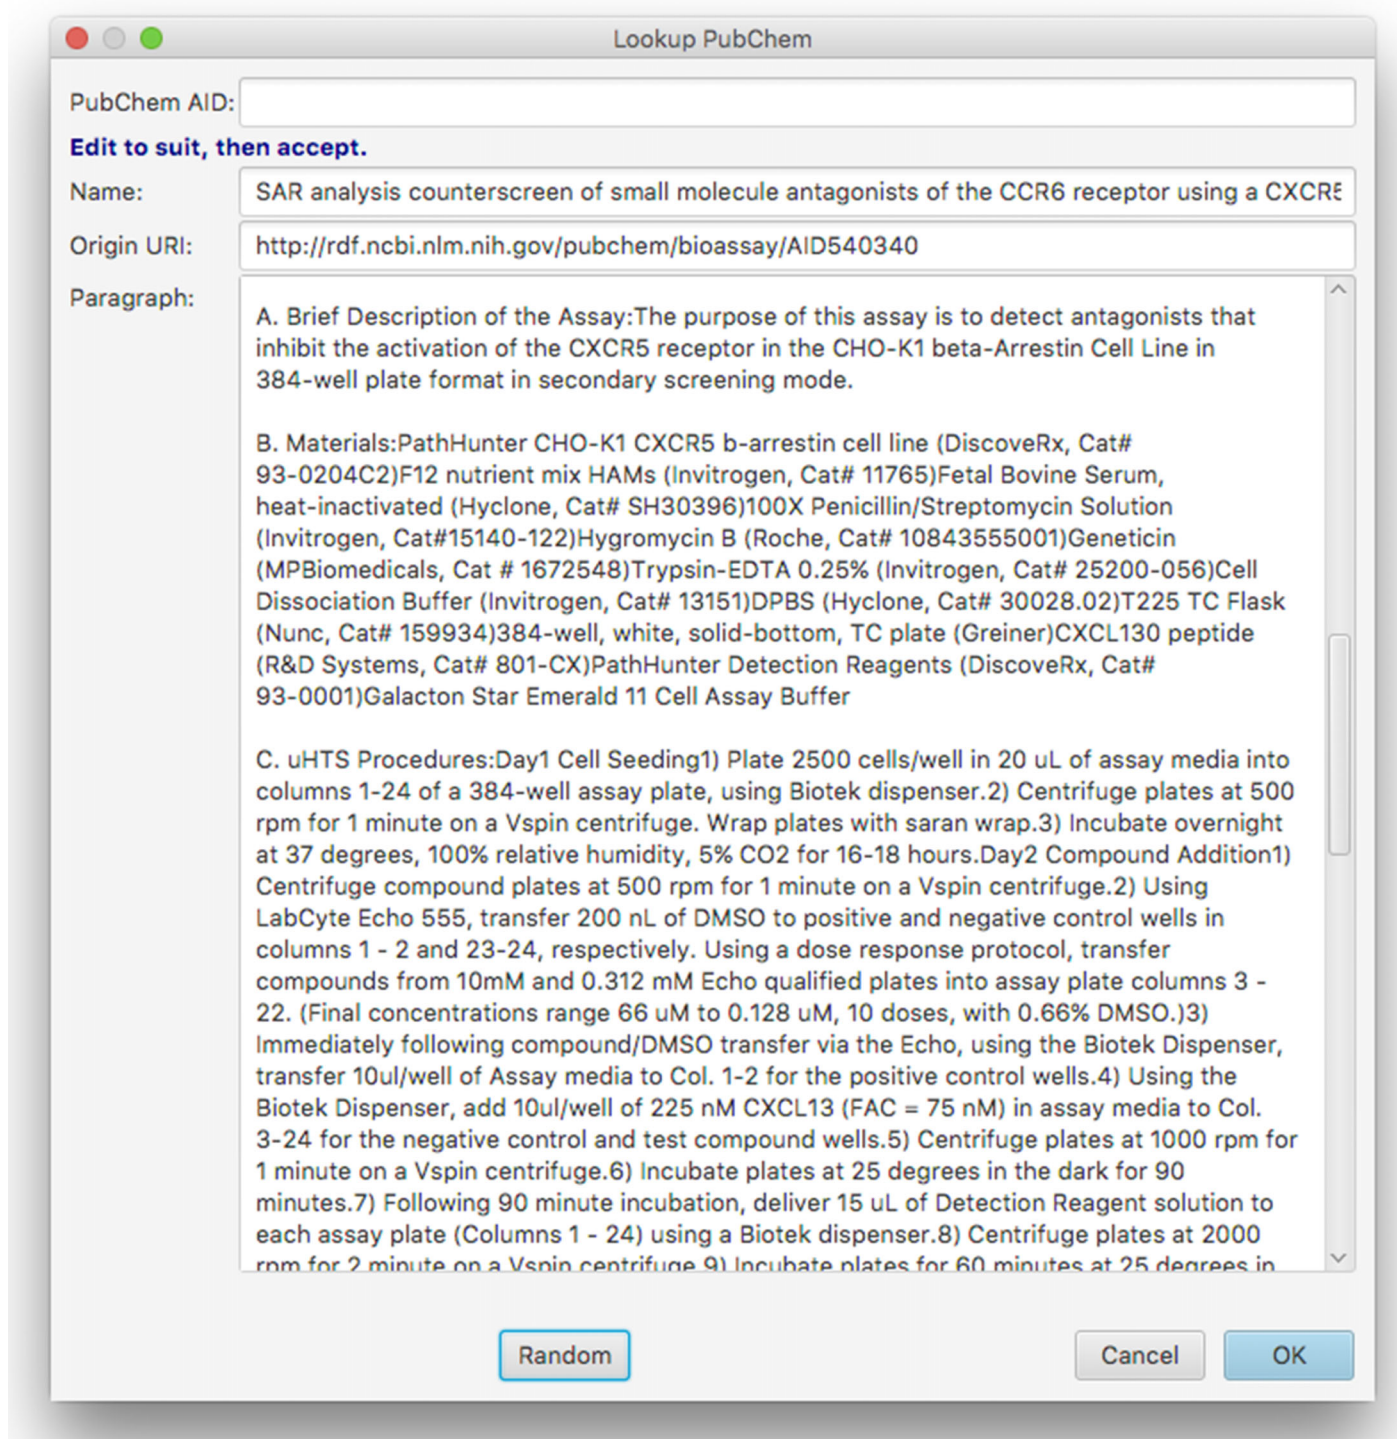 Lookup PubChem
PubChem AID:
Edit to suit, then accept.
Name: SAR analysis counterscreen of small molecule antagonists of the CCR6 receptor using a CXCR5
Origin URI: http://rdf.ncbi.nlm.nih.gov/pubchem/bioassay/AID540340
Paragraph:
A. Brief Description of the Assay:The purpose of this assay is to detect antagonists that
inhibit the activation of the CXCR5 receptor in the CHO-K1 beta-Arrestin Cell Line in
384-well plate format in secondary screening mode.
B. Materials:PathHunter CHO-K1 CXCR5 b-arrestin cell line (DiscoveRx, Cat#
93-0204C2)F12 nutrient mix HAMs (Invitrogen, Cat# 11765)Fetal Bovine Serum,
heat-inactivated (Hyclone, Cat# SH30396)100X Penicillin/Streptomycin Solution
(Invitrogen, Cat#15140-122)Hygromycin B (Roche, Cat# 10843555001)Geneticin
(MPBiomedicals, Cat # 1672548)Trypsin-EDTA 0.25% (Invitrogen, Cat# 25200-056)Cell
Dissociation Buffer (Invitrogen, Cat# 13151)DPBS (Hyclone, Cat# 30028.02)T225 TC Flask
(Nunc, Cat# 159934)384-well, white, solid-bottom, TC plate (Greiner)CXCL130 peptide
(R&D Systems, Cat# 801-CX)PathHunter Detection Reagents (DiscoveRx, Cat#
93-0001)Galacton Star Emerald 11 Cell Assay Buffer
C. uHTS Procedures:Day1 Cell Seeding1) Plate 2500 cells/well in 20 uL of assay media into
columns 1-24 of a 384-well assay plate, using Biotek dispenser.2) Centrifuge plates at 500
rpm for 1 minute on a Vspin centrifuge. Wrap plates with saran wrap.3) Incubate overnight
at 37 degrees, 100% relative humidity, 5% CO2 for 16-18 hours.Day2 Compound Addition1)
Centrifuge compound plates at 500 rpm for 1 minute on a Vspin centrifuge.2) Using
LabCyte Echo 555, transfer 200 nL of DMSO to positive and negative control wells in
columns 1 - 2 and 23-24, respectively. Using a dose response protocol, transfer
compounds from 10mM and 0.312 mM Echo qualified plates into assay plate columns 3 -
22. (Final concentrations range 66 uM to 0.128 uM, 10 doses, with 0.66% DMSO.)3)
Immediately following compound/DMSO transfer via the Echo, using the Biotek Dispenser,
transfer 10ul/well of Assay media to Col. 1-2 for the positive control wells.4) Using the
Biotek Dispenser, add 10ul/well of 225 nM CXCL13 (FAC = 75 nM) in assay media to Col.
3-24 for the negative control and test compound wells.5) Centrifuge plates at 1000 rpm for
1 minute on a Vspin centrifuge.6) Incubate plates at 25 degrees in the dark for 90
minutes.7) Following 90 minute incubation, deliver 15 uL of Detection Reagent solution to
each assay plate (Columns 1 - 24) using a Biotek dispenser.8) Centrifuge plates at 2000
rpm for 2 minute on a Vspin centrifuge.9) Incubate plates for 60 minutes at 25 degrees in
Random
Cancel
OK